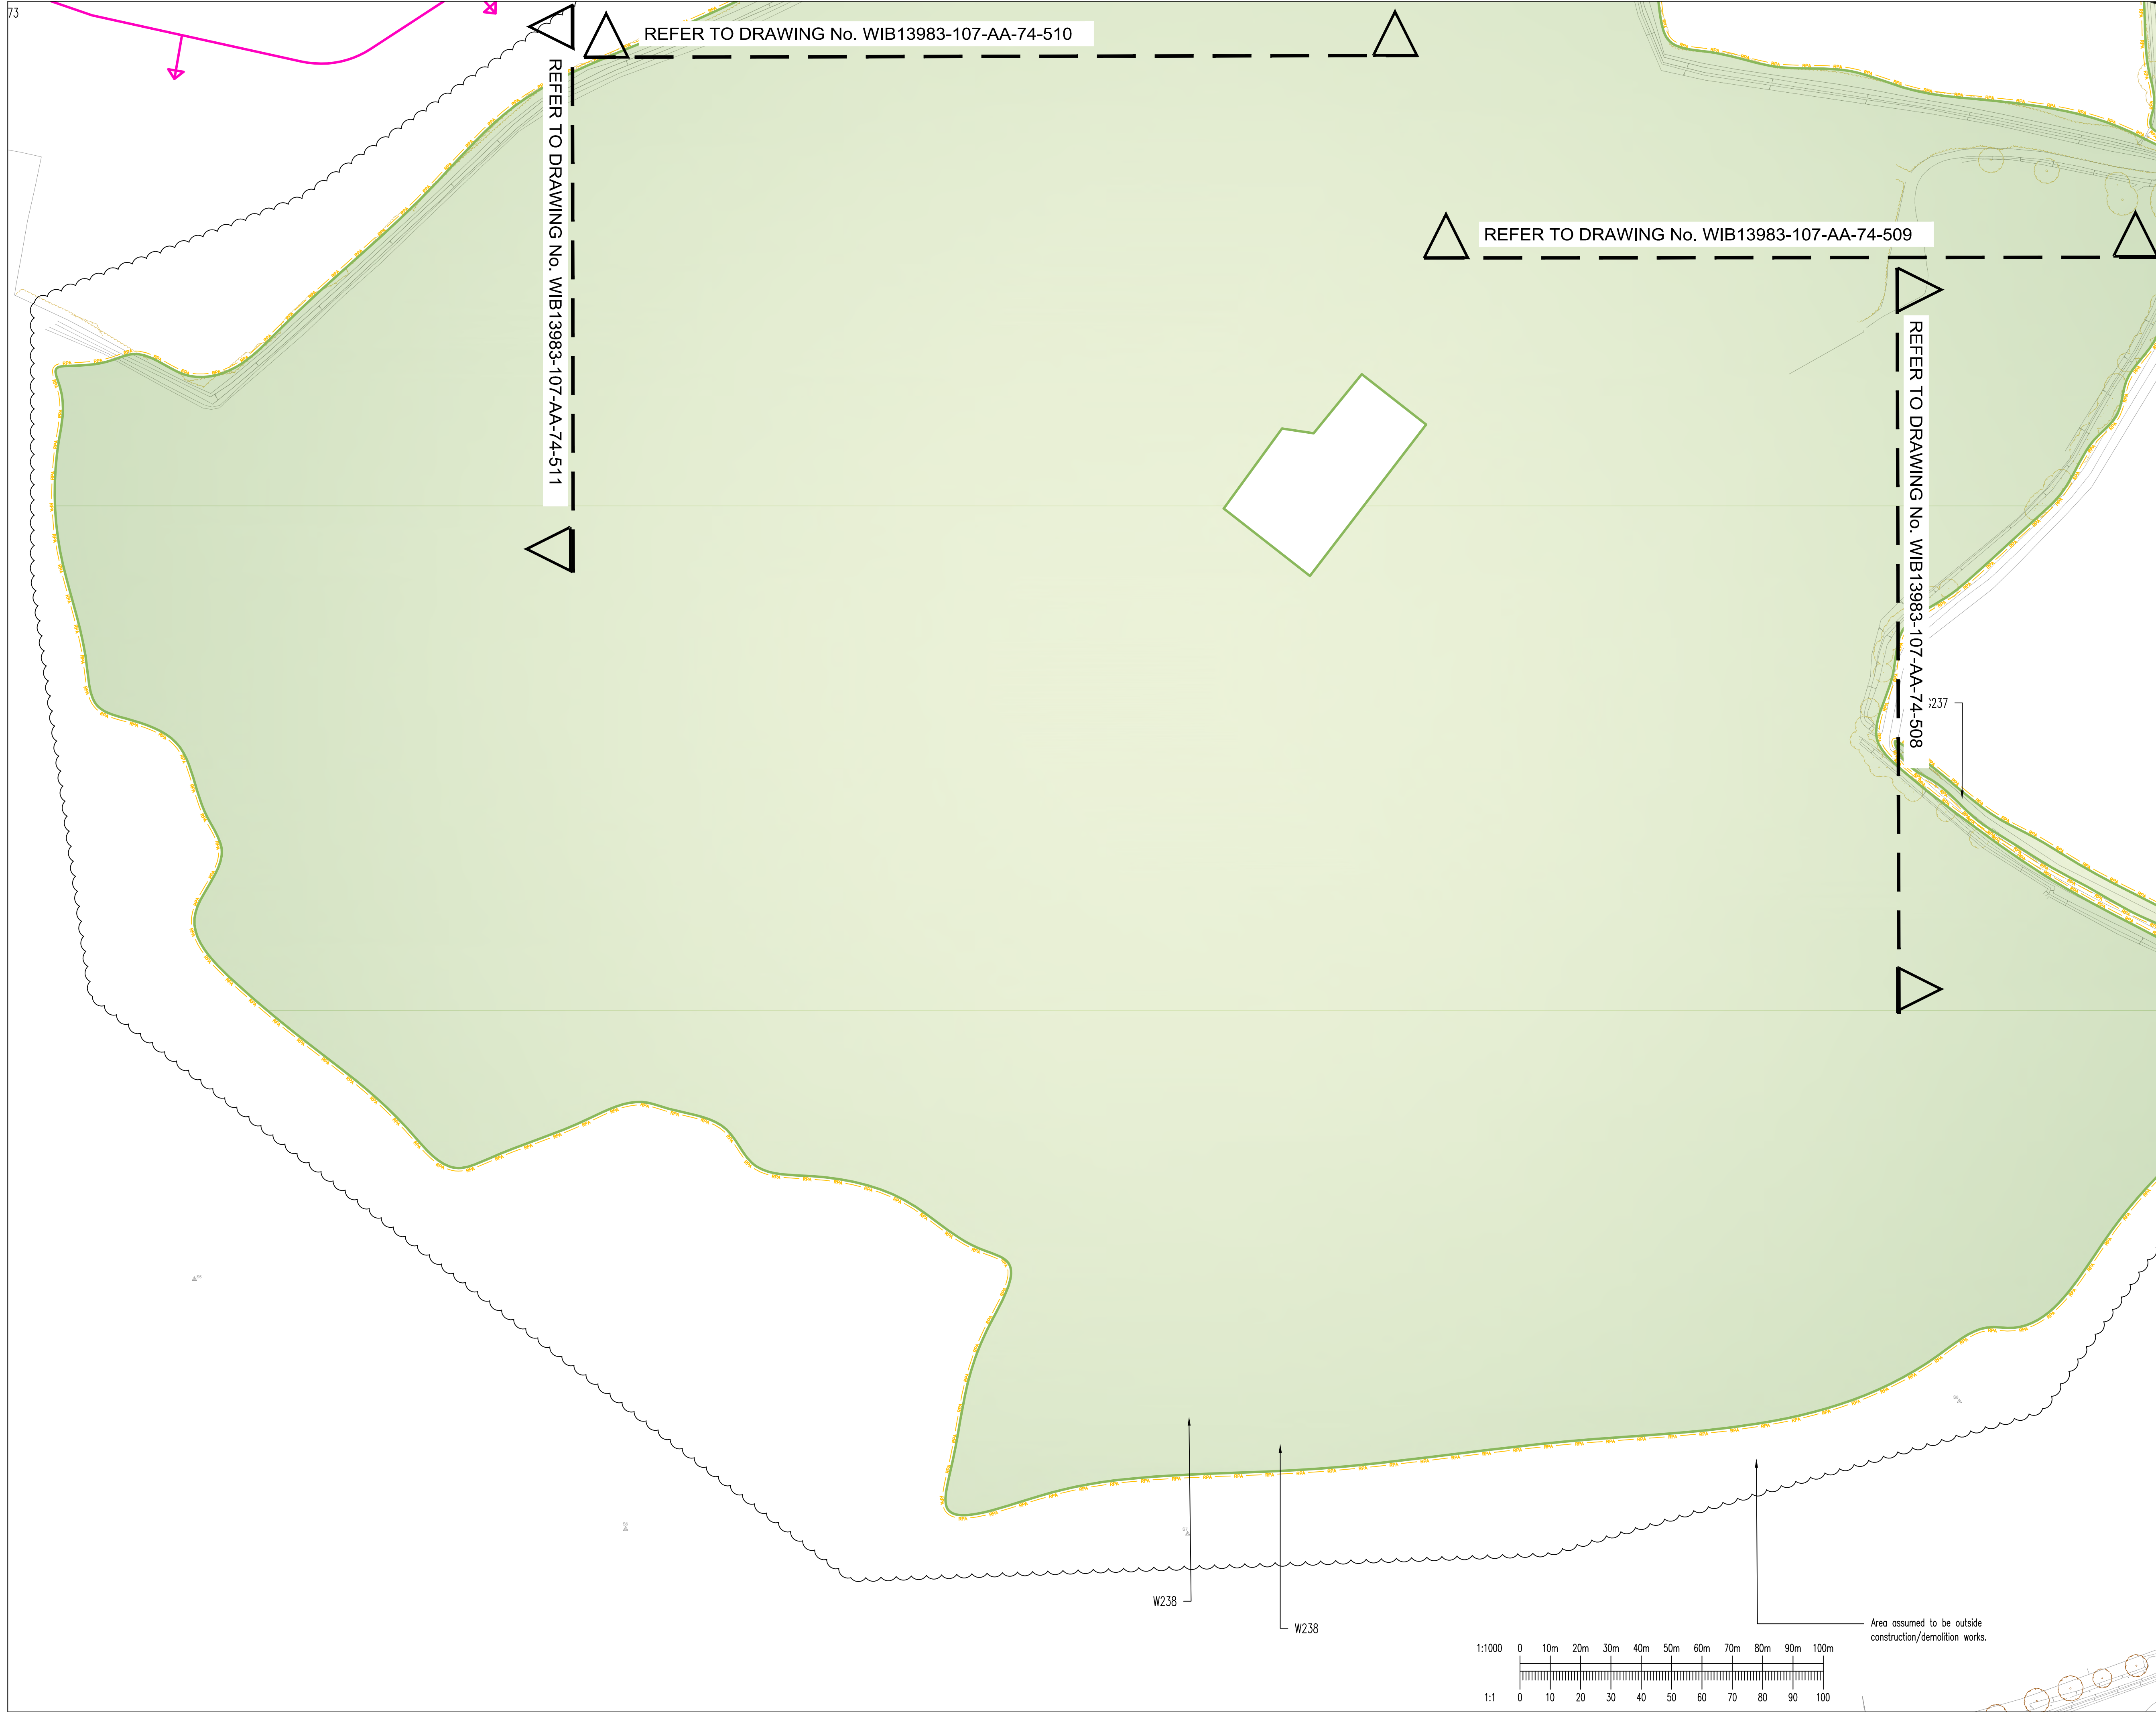 73
REFER TO DRAWING No. WIB13983-107-AA-74-510
REFER TO DRAWING No. WIB13983-107-AA-74-511
REFER TO DRAWING No. WIB13983-107-AA-74-509
REFER TO DRAWING No. WIB13983-107-AA-74-508
237
W238
W238
Area assumed to be outside
construction/demolition works.
1:1000 0 10m 20m 30m 40m 50m 60m 70m 80m 90m 100m
1:1 0 10 20 30 40 50 60 70 80 90 100